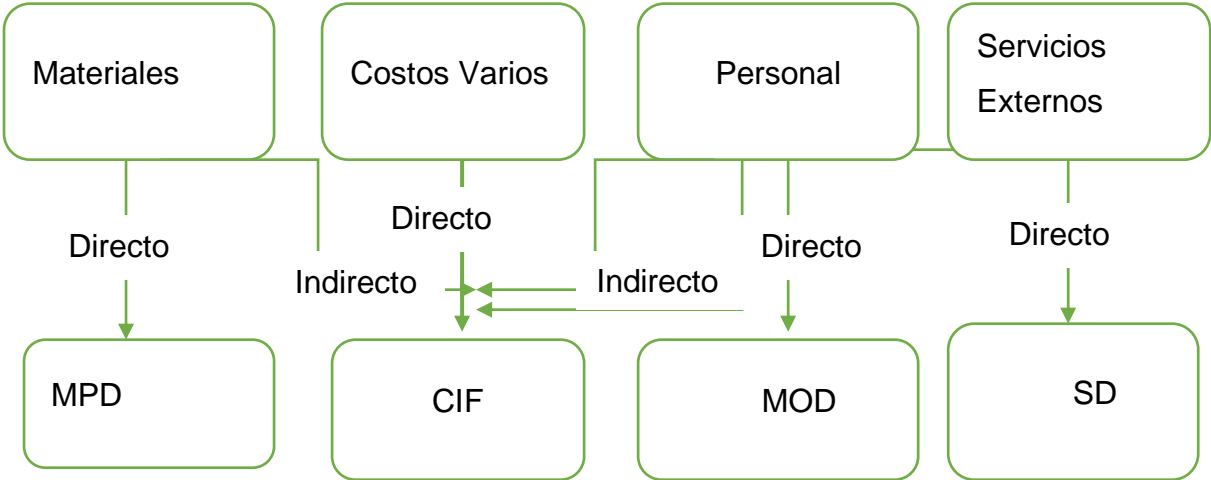 Materiales
Costos Varios
Personal
Servicios
Externos
Directo
Directo
Directo
Directo
Indirecto
Indirecto
MPD
CIF
MOD
SD